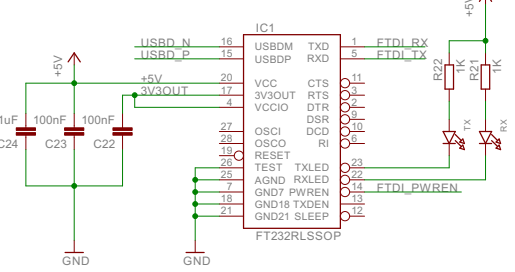 +5V
IC1
USBD_N 16 USBDM TXD 1 FTDI_RX
USBD_P 15 USBDP RXD 5 FTDI_TX
+5V
R22 1K R21 1K
+5V 20 VCC CTS 11
3V3OUT 17 3V3OUT RTS 3
4 VCCIO DTR 2
DSR 9
1uF 100nF 100nF
27 OSCI DCD 10
TX RX
C24 C23 C22
28 OSCO RI 6
19 RESET
26 TEST TXLED 23
25 AGND RXLED 22
7 GND7 PWREN 14 FTDI_PWREN
18 GND18 TXDEN 13
21 GND21 SLEEP 12
FT232RLSSOP
GND GND